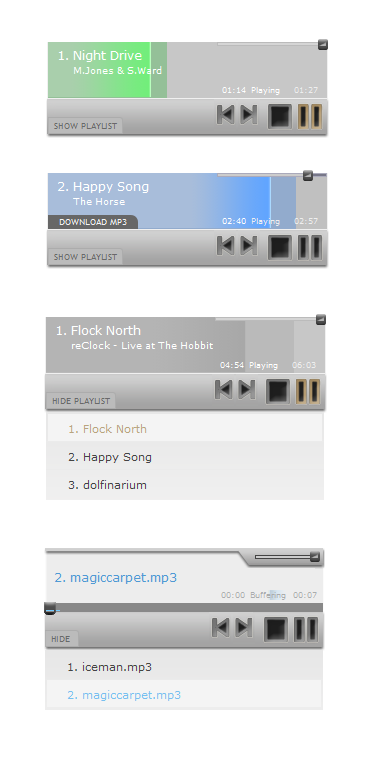 1. Night Drive
M.Jones & S.Ward
01:14 Playing 01:27
SHOW PLAYLIST
2. Happy Song
The Horse
DOWNLOAD MP3
02:40 Playing 02:57
SHOW PLAYLIST
1. Flock North
reClock - Live at The Hobbit
04:54 Playing 06:03
HIDE PLAYLIST
1. Flock North
2. Happy Song
3. dolfinarium
2. magiccarpet.mp3
00:00 Buffering 00:07
HIDE
1. iceman.mp3
2. magiccarpet.mp3